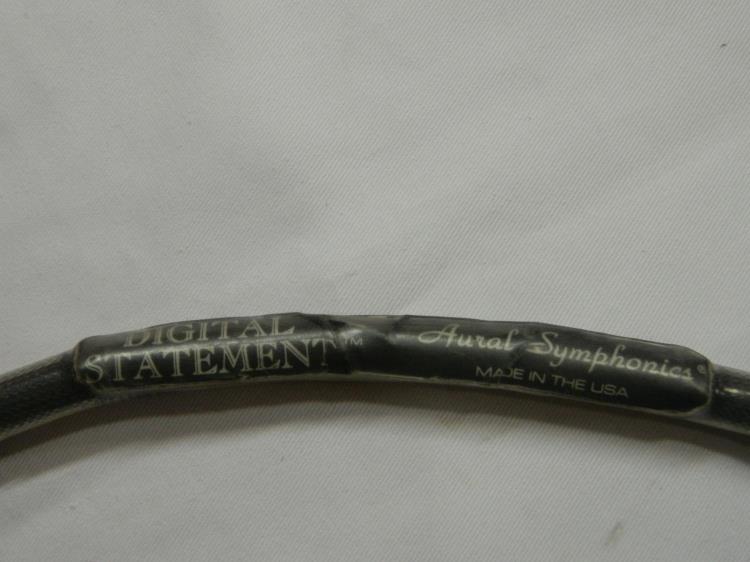 DIGITAL
STATEMENT™
Aural Symphonics®
MADE IN THE USA